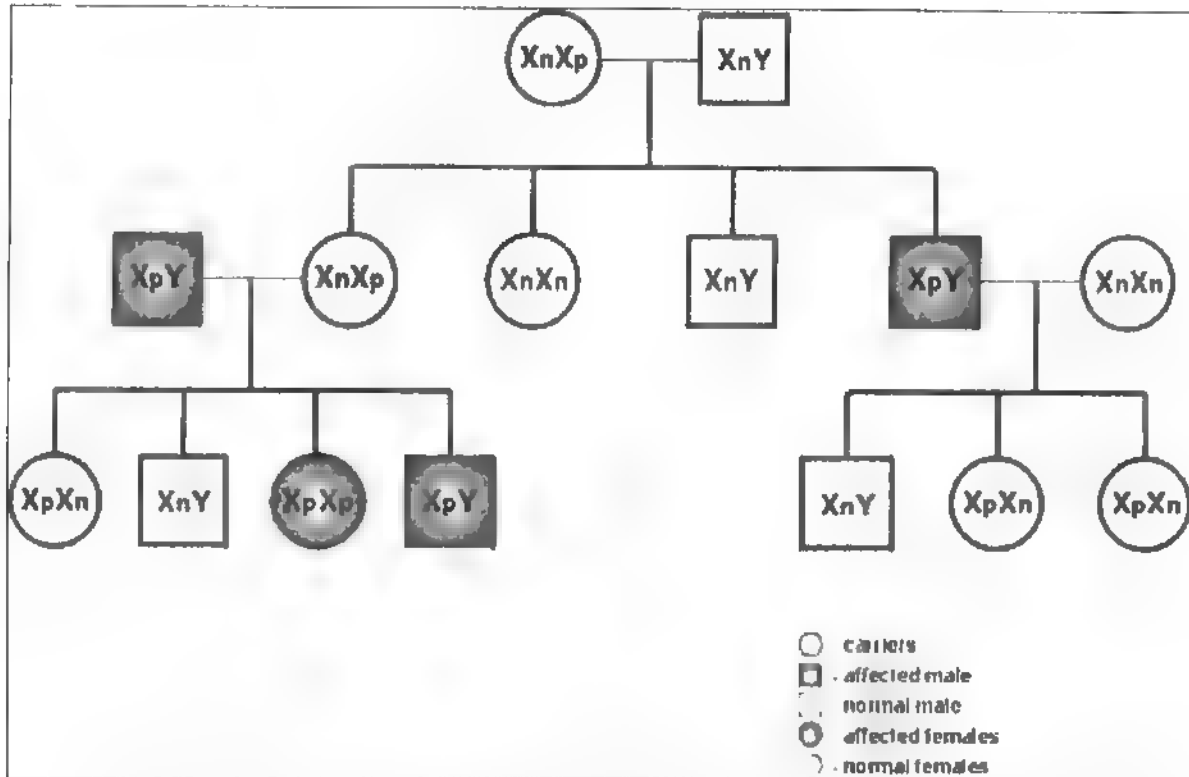 XnXp XnY
XpY XnXp XnXn XnY XpY XnXn
XpXn XnY XpXp XpY XnY XpXn XpXn
carriers
- affected male
normal male
affected females
- normal females